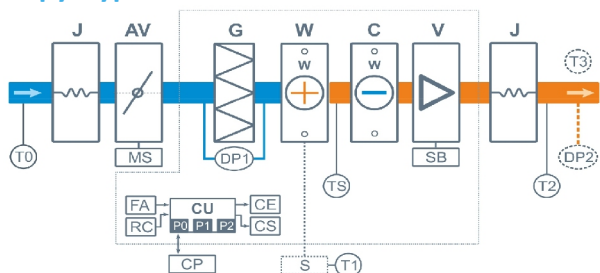 J AV G W C V J
W W T3
T0 MS DP1 TS SB T2 DP2
FA CU CE
RC P0 P1 P2 CS
CP S T1